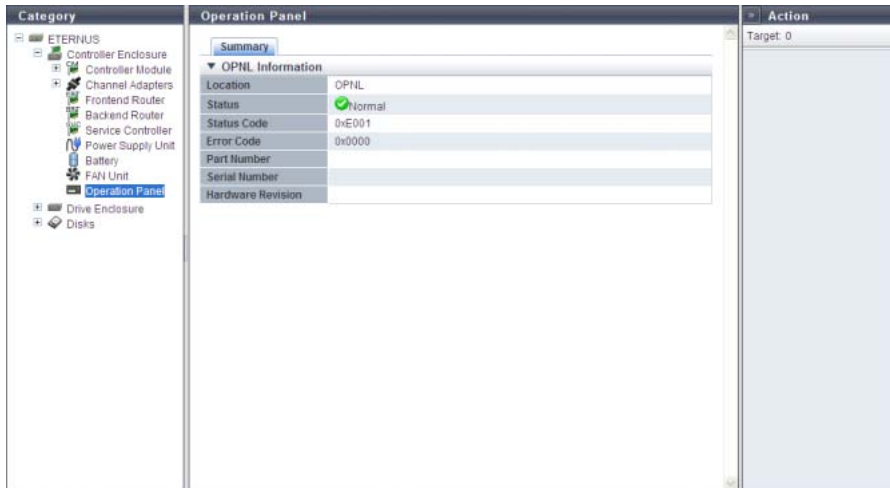 Category
ETERNUS
Controller Enclosure
Controller Module
Channel Adapters
Frontend Router
Backend Router
Service Controller
Power Supply Unit
Battery
FAN Unit
Operation Panel
Drive Enclosure
Disks
Operation Panel
Summary
▼ OPNL Information
Location OPNL
Status Normal
Status Code 0xE001
Error Code 0x0000
Part Number
Serial Number
Hardware Revision
» Action
Target: 0